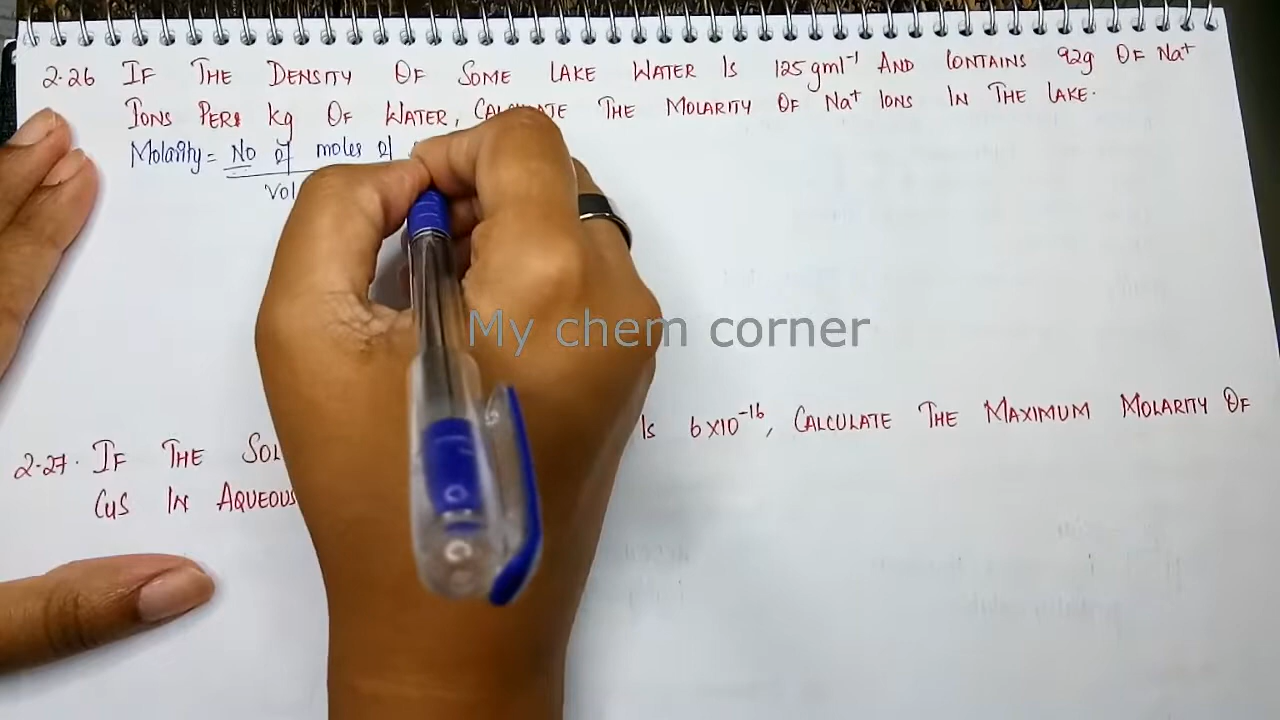 2.26 IF THE DENSITY OF SOME LAKE WATER IS 125 gml⁻¹ AND CONTAINS 92g OF Na⁺
IONS PER kg OF WATER, CALCULATE THE MOLARITY OF Na⁺ IONS IN THE LAKE.
Molarity = No of moles of
Vol
My chem corner
2.27. IF THE SOL IS 6×10⁻¹⁶, CALCULATE THE MAXIMUM MOLARITY OF
CuS IN AQUEOUS